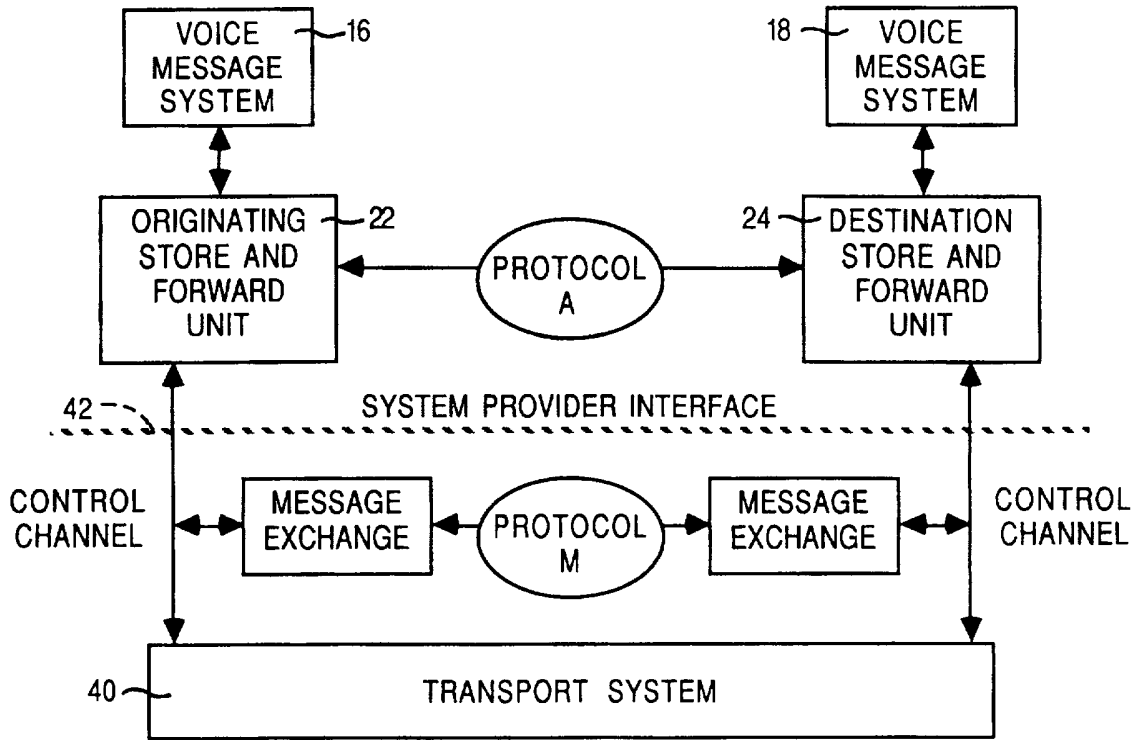 VOICE
MESSAGE
SYSTEM
16
18
VOICE
MESSAGE
SYSTEM
ORIGINATING
STORE AND
FORWARD
UNIT
22
PROTOCOL
A
24
DESTINATION
STORE AND
FORWARD
UNIT
42
SYSTEM PROVIDER INTERFACE
CONTROL
CHANNEL
MESSAGE
EXCHANGE
PROTOCOL
M
MESSAGE
EXCHANGE
CONTROL
CHANNEL
40
TRANSPORT SYSTEM